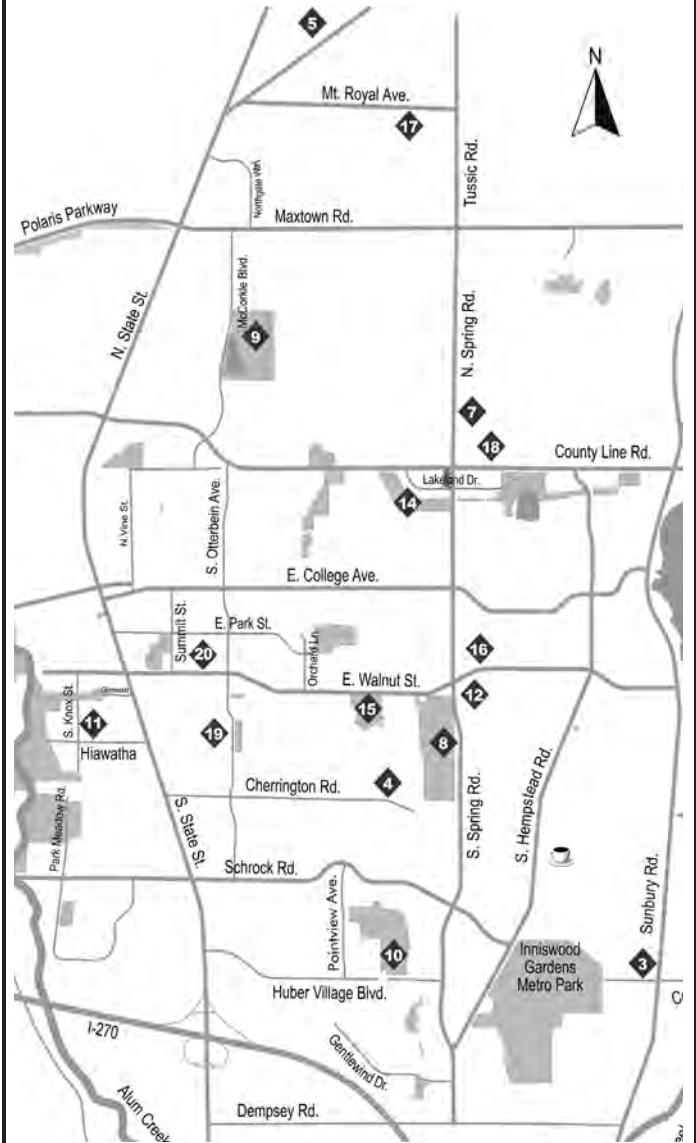 5
N
Mt. Royal Ave.
17
Tussic Rd.
Polaris Parkway
Maxtown Rd.
N. State St.
McCorkle Blvd.
9
N. Spring Rd.
7
18
County Line Rd.
Lakeland Dr.
14
N.Vine St.
S. Otterbein Ave.
E. College Ave.
Summit St.
E. Park St.
20
Orchard Ln.
16
E. Walnut St.
S. Knox St.
11
Hiawatha
15
12
19
8
Cherrington Rd.
4
S. Spring Rd.
S. Hempstead Rd.
Park Meadow Rd.
S. State St.
Schrock Rd.
Sunbury Rd.
Pointview Ave.
10
Inniswood
Gardens
Metro Park
3
Huber Village Blvd.
I-270
Gentlewind Dr.
Alum Creek
Dempsey Rd.